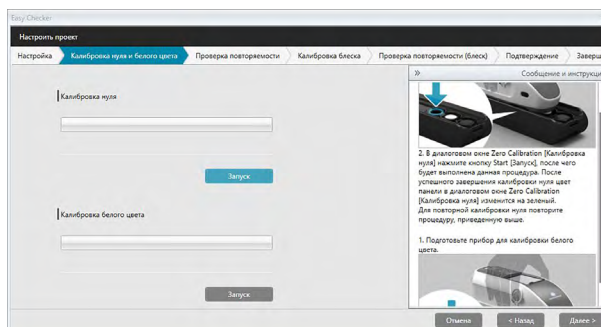 Easy Checker
Настроить проект
Настройка Калибровка нуля и белого цвета Проверка повторяемости Калибровка блеска Проверка повторяемости (блеск) Подтверждение Заверш
» Сообщение и инструкци
Калибровка нуля
Запуск
Калибровка белого цвета
Запуск
2. В диалоговом окне Zero Calibration [Калибровка
нуля] нажмите кнопку Start [Запуск], после чего
будет выполнена данная процедура. После
успешного завершения калибровки нуля цвет
панели в диалоговом окне Zero Calibration
[Калибровка нуля] изменится на зеленый.
Для повторной калибровки нуля повторите
процедуру, приведенную выше.
1. Подготовьте прибор для калибровки белого
цвета.
Отмена < Назад Далее >